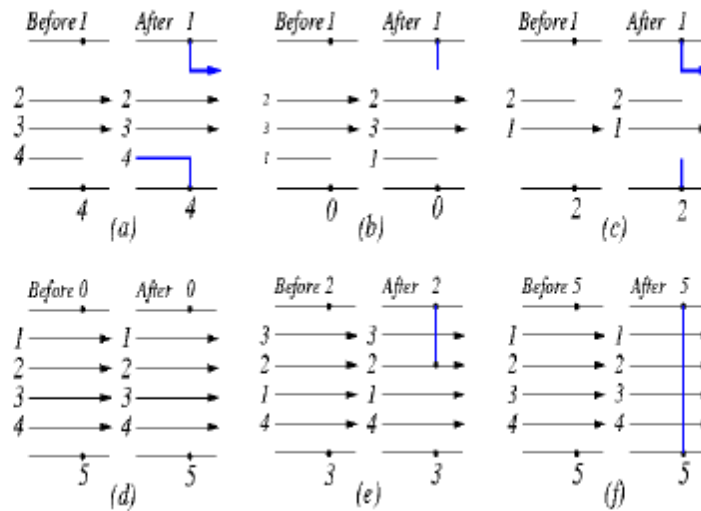 Before 1 After 1 Before 1 After 1 Before 1 After 1
2 2 2 2 2 2
3 3 3 3 1 1
4 4 1 1
4 4 0 0 2 2
(a) (b) (c)
Before 0 After 0 Before 2 After 2 Before 5 After 5
1 1 3 3 1 1
2 2 2 2 2 2
3 3 1 1 3 3
4 4 4 4 4 4
5 5 3 3 5 5
(d) (e) (f)